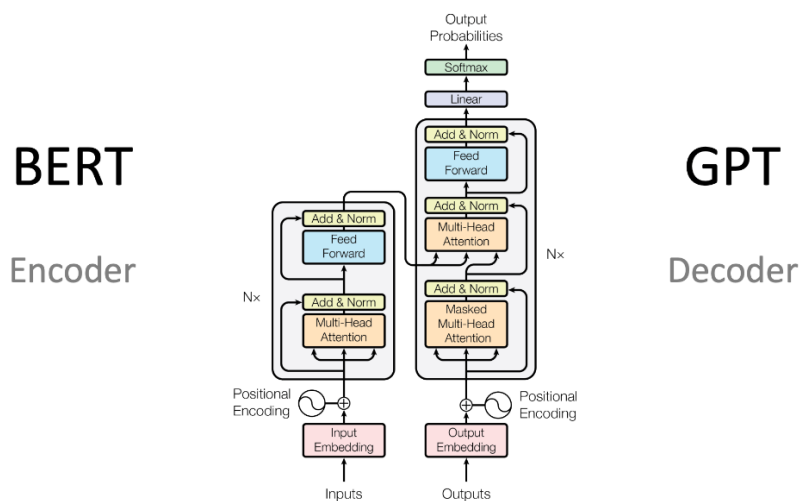 BERT
Encoder
Output
Probabilities
Softmax
Linear
Add & Norm
Feed
Forward
Add & Norm
Multi-Head
Attention
Add & Norm
Masked
Multi-Head
Attention
N×
Positional
Encoding
Output
Embedding
Outputs
Add & Norm
Feed
Forward
Add & Norm
Multi-Head
Attention
N×
Positional
Encoding
Input
Embedding
Inputs
GPT
Decoder